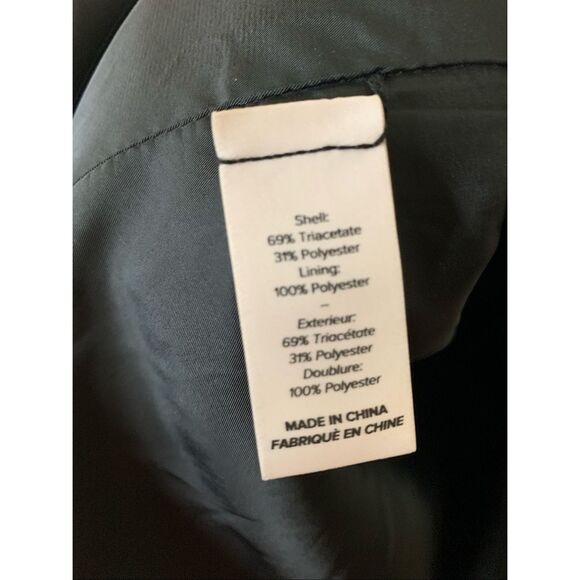 Shell:
69% Triacetate
31% Polyester
Lining:
100% Polyester
–
Exterieur:
69% Triacétate
31% Polyester
Doublure:
100% Polyester
MADE IN CHINA
FABRIQUÈ EN CHINE